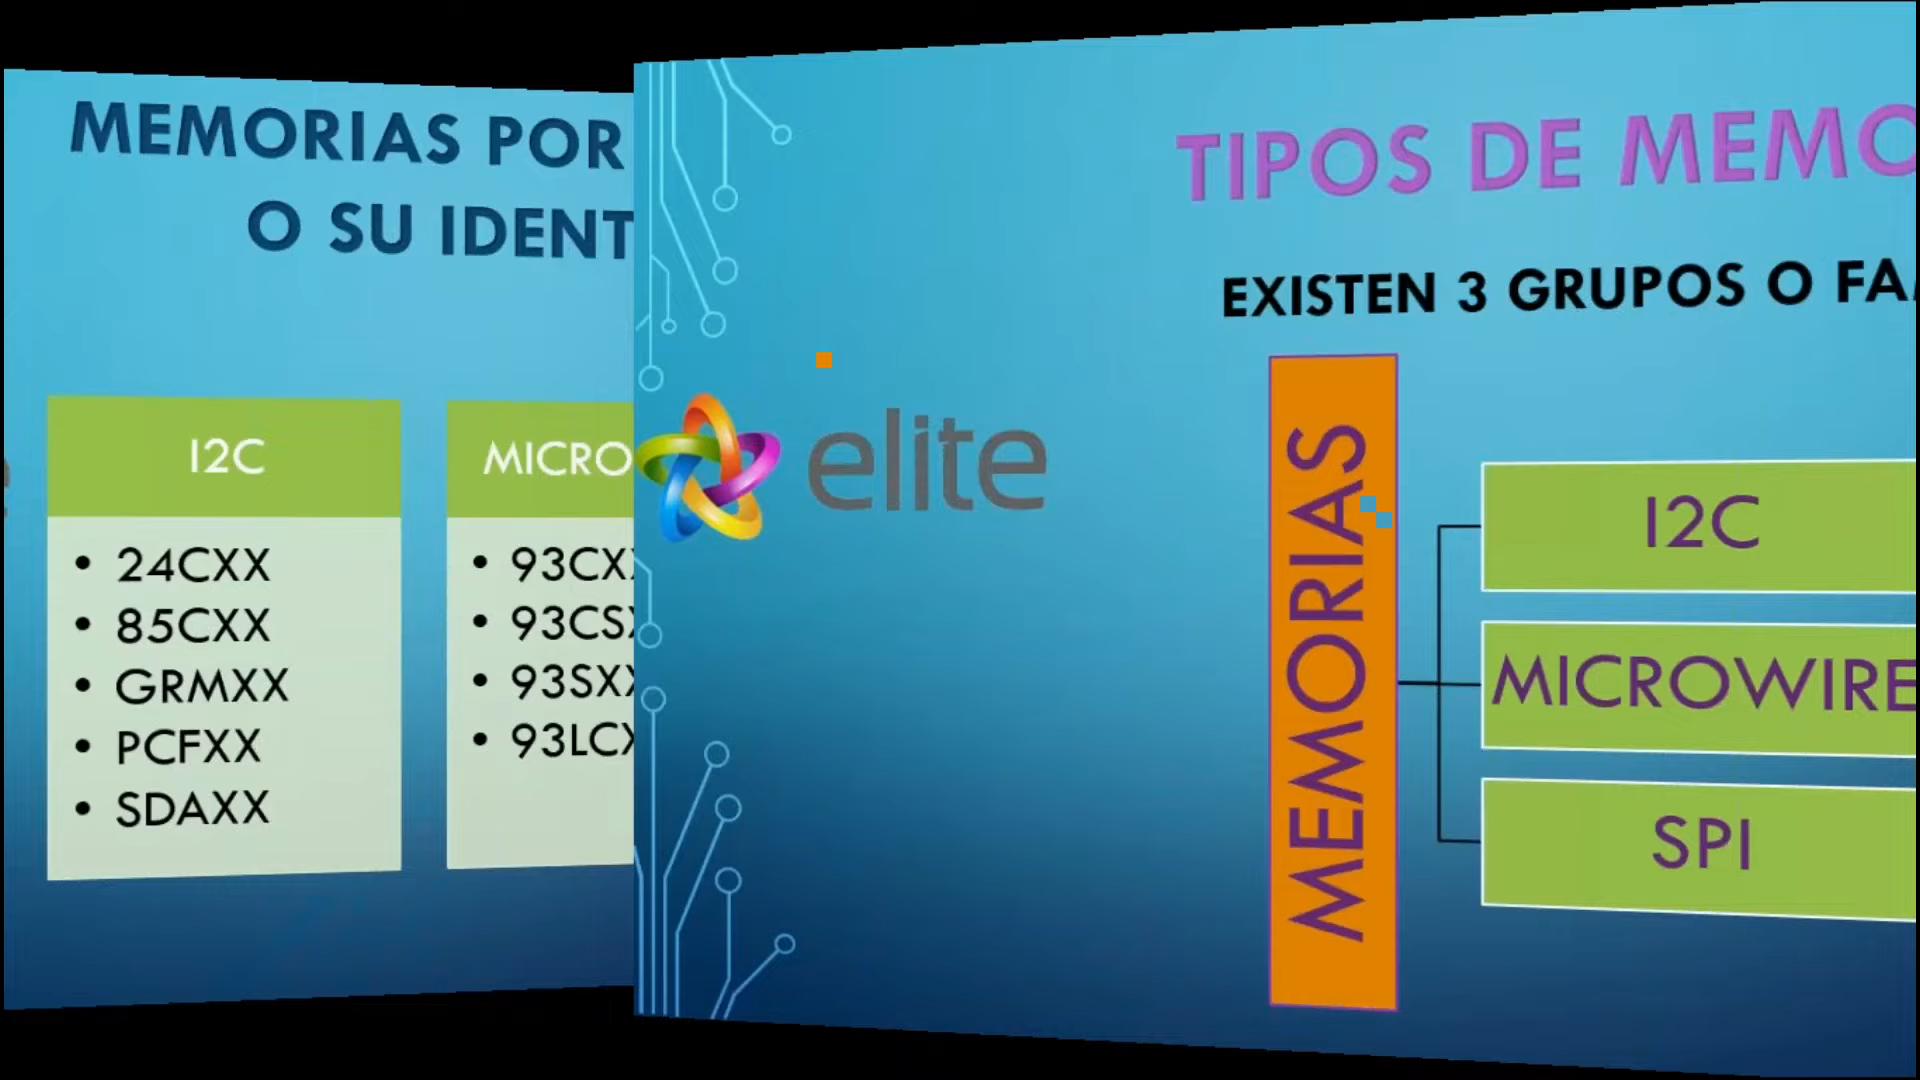 MEMORIAS POR
O SU IDENT
I2C
• 24CXX
• 85CXX
• GRMXX
• PCFXX
• SDAXX
MICRO
• 93CX
• 93CS
• 93SX
• 93LC
elite
TIPOS DE MEMO
EXISTEN 3 GRUPOS O FA
MEMORIAS
I2C
MICROWIRE
SPI